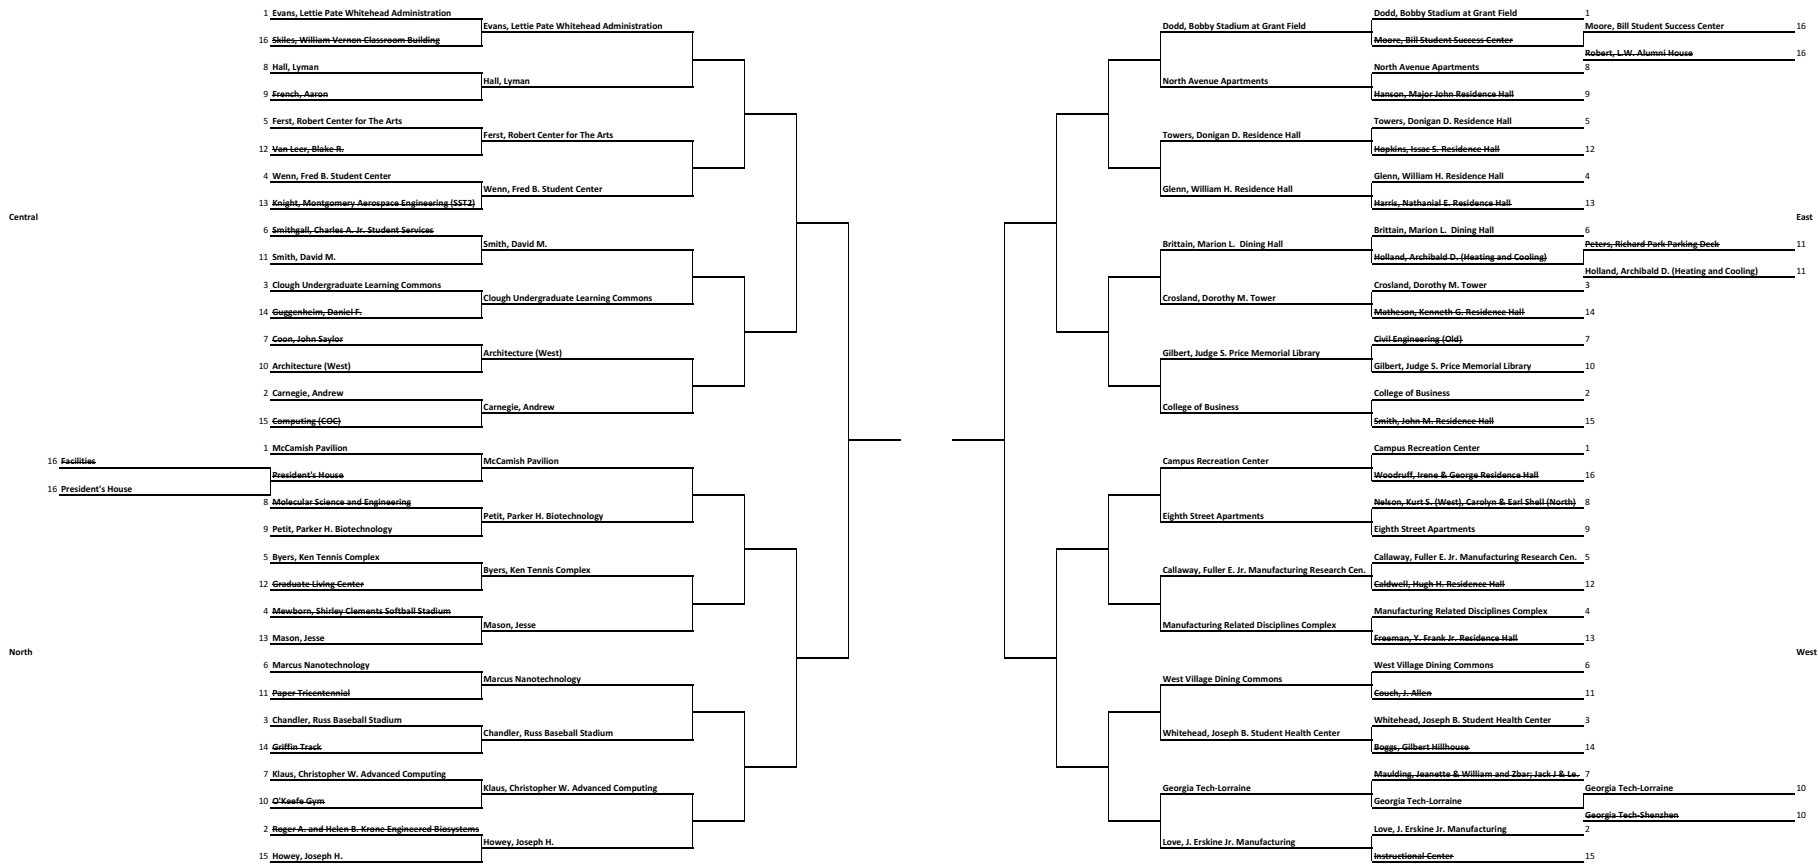 1 Evans, Lettie Pate Whitehead Administration
16 Skiles, William Vernon Classroom Building
8 Hall, Lyman
9 French, Aaron
5 Ferst, Robert Center for The Arts
12 Van Leer, Blake R.
4 Wenn, Fred B. Student Center
13 Knight, Montgomery Aerospace Engineering (SST2)
Central
6 Smithgall, Charles A. Jr. Student Services
11 Smith, David M.
3 Clough Undergraduate Learning Commons
14 Guggenheim, Daniel F.
7 Coon, John Saylor
10 Architecture (West)
2 Carnegie, Andrew
15 Computing (COC)
Evans, Lettie Pate Whitehead Administration
Hall, Lyman
Ferst, Robert Center for The Arts
Wenn, Fred B. Student Center
Smith, David M.
Clough Undergraduate Learning Commons
Architecture (West)
Carnegie, Andrew
16 Facilities
16 President's House
1 McCamish Pavilion
President's House
8 Molecular Science and Engineering
9 Petit, Parker H. Biotechnology
5 Byers, Ken Tennis Complex
12 Graduate Living Center
4 Mewborn, Shirley Clements Softball Stadium
13 Mason, Jesse
North
6 Marcus Nanotechnology
11 Paper Tricentennial
3 Chandler, Russ Baseball Stadium
14 Griffin Track
7 Klaus, Christopher W. Advanced Computing
10 O'Keefe Gym
2 Roger A. and Helen B. Krone Engineered Biosystems
15 Howey, Joseph H.
McCamish Pavilion
Petit, Parker H. Biotechnology
Byers, Ken Tennis Complex
Mason, Jesse
Marcus Nanotechnology
Chandler, Russ Baseball Stadium
Klaus, Christopher W. Advanced Computing
Howey, Joseph H.
Dodd, Bobby Stadium at Grant Field
North Avenue Apartments
Towers, Donigan D. Residence Hall
Glenn, William H. Residence Hall
Brittain, Marion L. Dining Hall
Crosland, Dorothy M. Tower
Gilbert, Judge S. Price Memorial Library
College of Business
Dodd, Bobby Stadium at Grant Field 1
Moore, Bill Student Success Center
North Avenue Apartments 8
Hanson, Major John Residence Hall 9
Towers, Donigan D. Residence Hall 5
Hopkins, Issac S. Residence Hall 12
Glenn, William H. Residence Hall 4
Harris, Nathanial E. Residence Hall 13
Brittain, Marion L. Dining Hall 6
Holland, Archibald D. (Heating and Cooling)
Crosland, Dorothy M. Tower 3
Matheson, Kenneth G. Residence Hall 14
Civil Engineering (Old) 7
Gilbert, Judge S. Price Memorial Library 10
College of Business 2
Smith, John M. Residence Hall 15
Moore, Bill Student Success Center 16
Robert, L.W. Alumni House 16
East
Peters, Richard Park Parking Deck 11
Holland, Archibald D. (Heating and Cooling) 11
Campus Recreation Center
Eighth Street Apartments
Callaway, Fuller E. Jr. Manufacturing Research Cen.
Manufacturing Related Disciplines Complex
West Village Dining Commons
Whitehead, Joseph B. Student Health Center
Georgia Tech-Lorraine
Love, J. Erskine Jr. Manufacturing
Campus Recreation Center 1
Woodruff, Irene & George Residence Hall 16
Nelson, Kurt S. (West), Carolyn & Earl Shell (North) 8
Eighth Street Apartments 9
Callaway, Fuller E. Jr. Manufacturing Research Cen. 5
Caldwell, Hugh H. Residence Hall 12
Manufacturing Related Disciplines Complex 4
Freeman, Y. Frank Jr. Residence Hall 13
West
West Village Dining Commons 6
Couch, J. Allen 11
Whitehead, Joseph B. Student Health Center 3
Boggs, Gilbert Hillhouse 14
Maulding, Jeanette & William and Zbar; Jack J & Le. 7
Georgia Tech-Lorraine
Love, J. Erskine Jr. Manufacturing 2
Instructional Center 15
Georgia Tech-Lorraine 10
Georgia Tech-Shenzhen 10